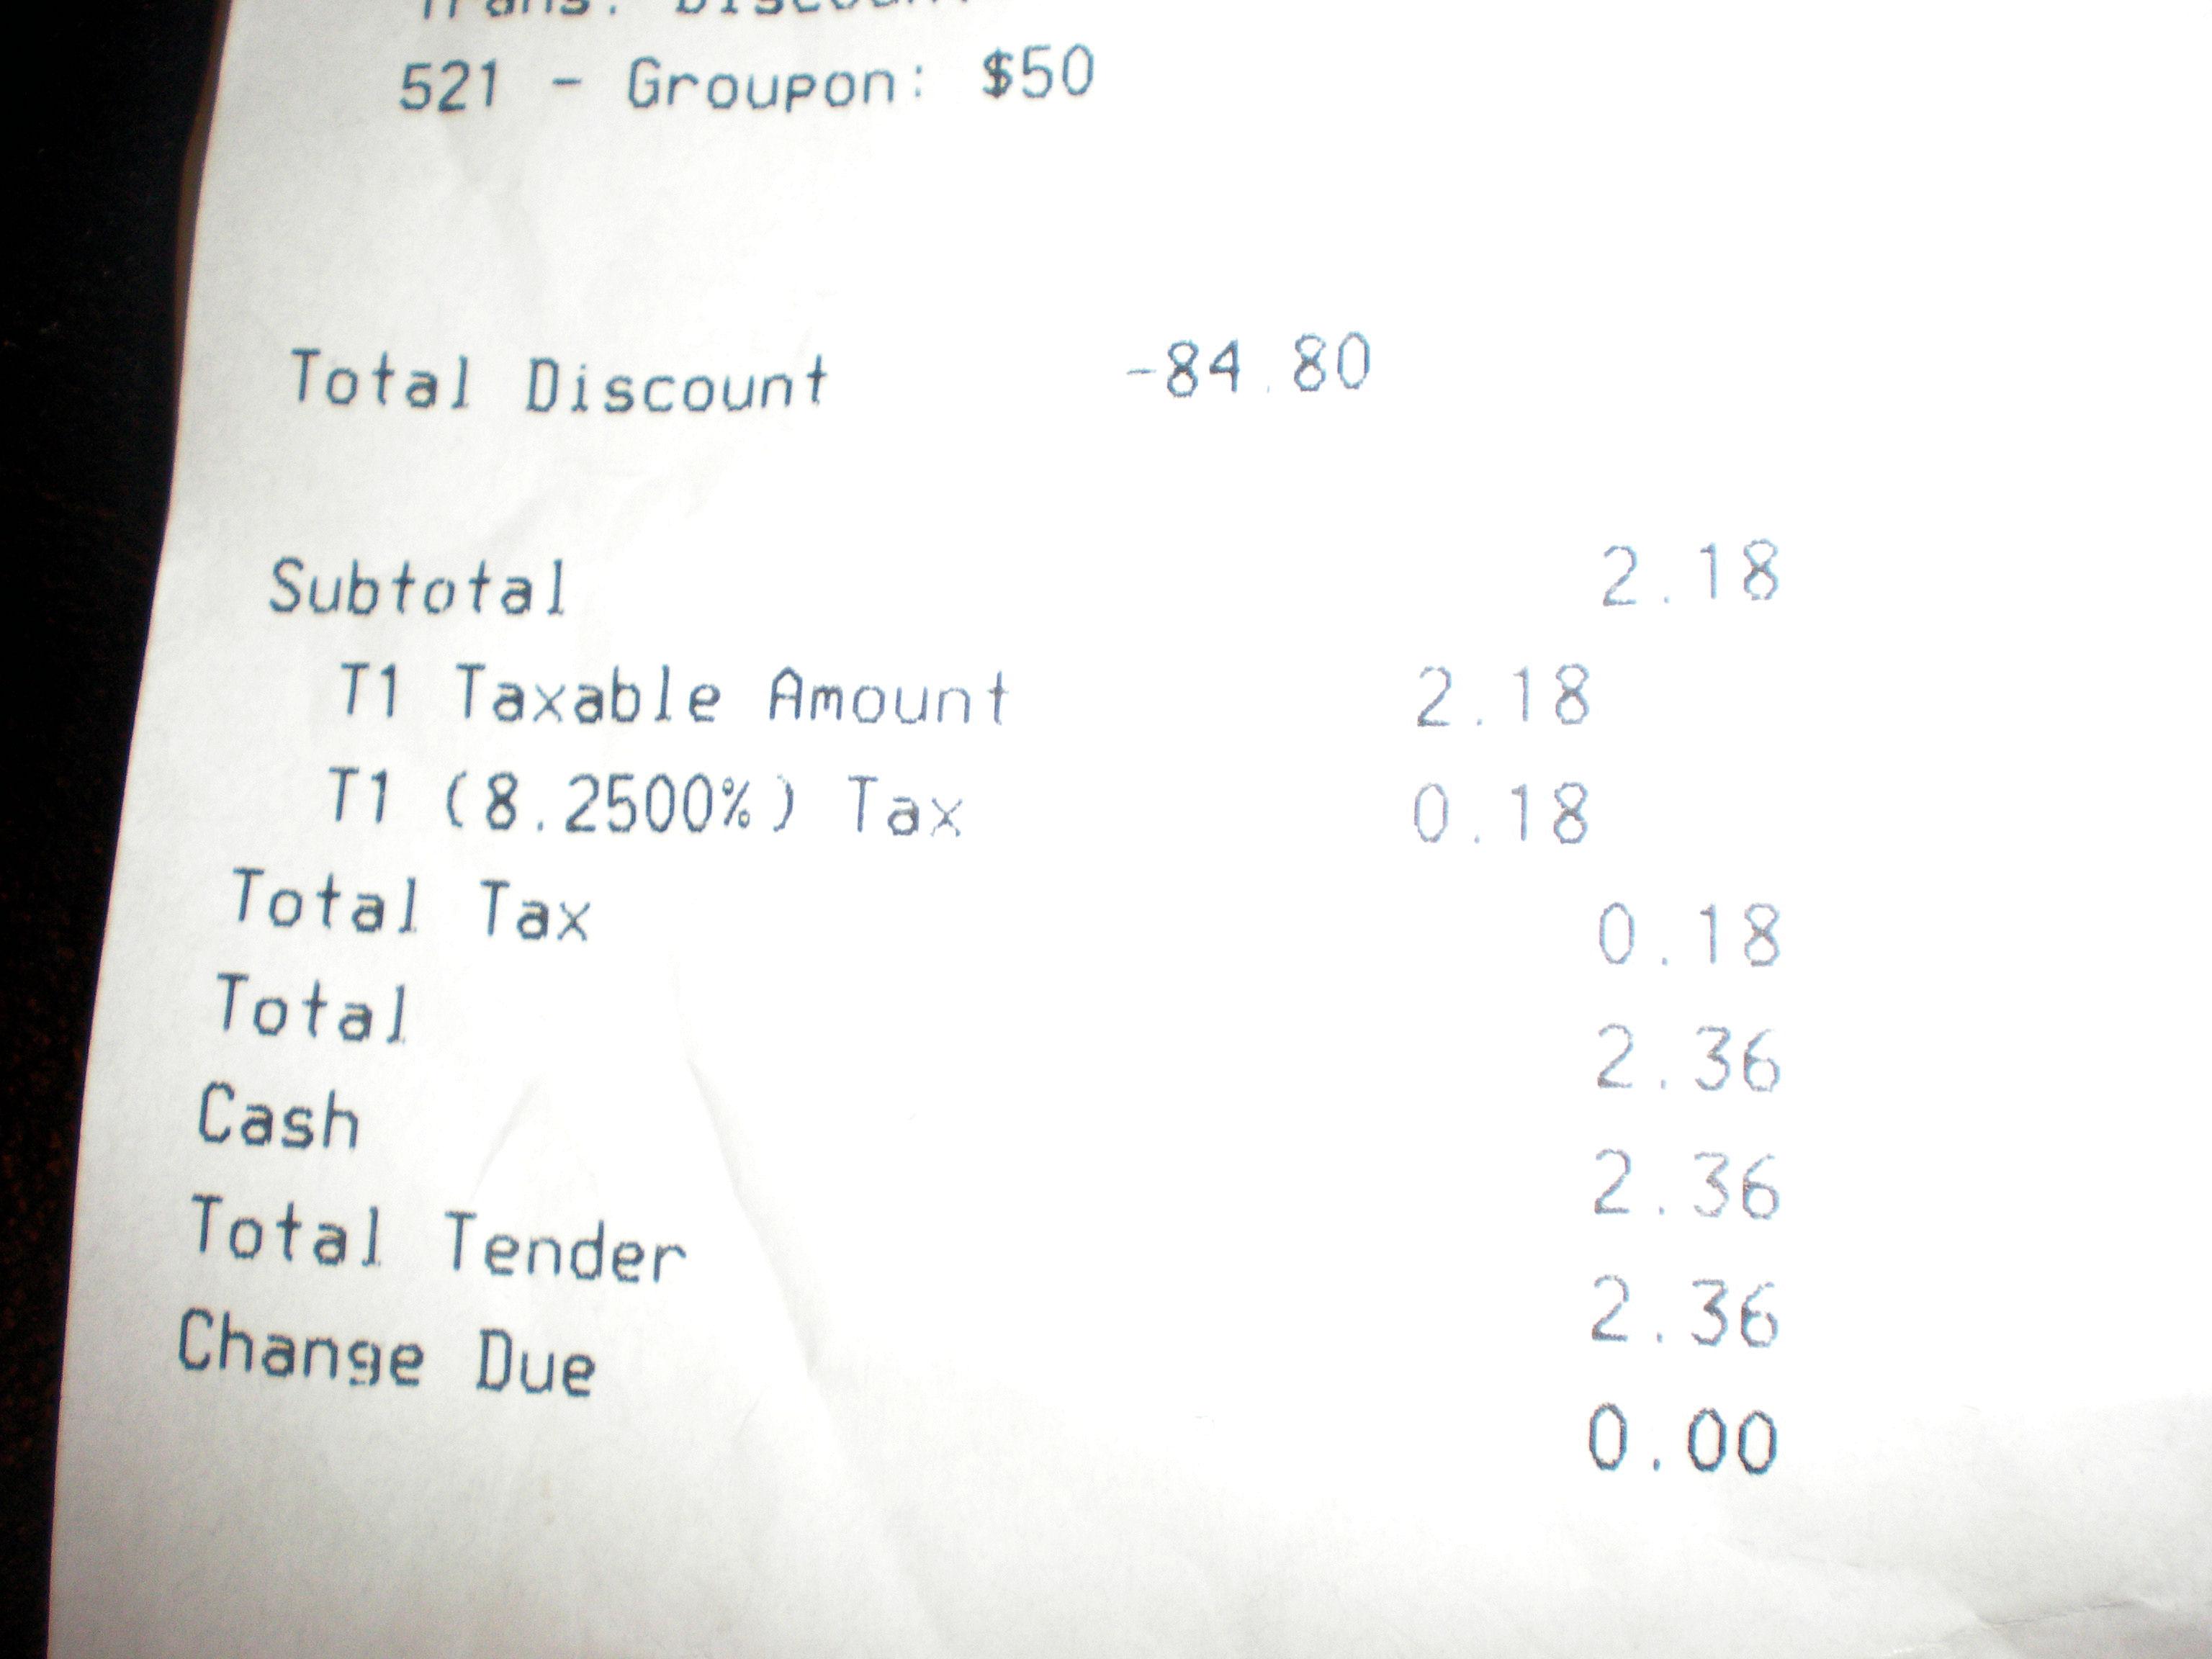 Trans. Discount
521 - Groupon: $50
Total Discount -84.80
Subtotal 2.18
T1 Taxable Amount 2.18
T1 (8.2500%) Tax 0.18
Total Tax 0.18
Total 2.36
Cash 2.36
Total Tender 2.36
Change Due 0.00